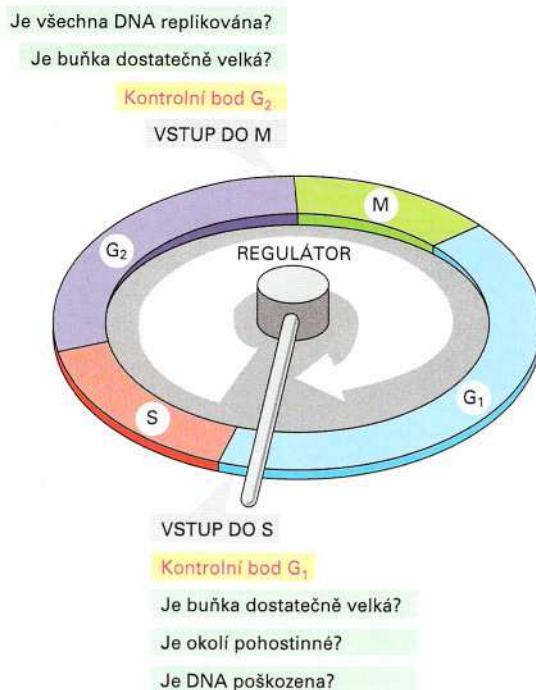 Je všechna DNA replikována?
Je buňka dostatečně velká?
Kontrolní bod G₂
VSTUP DO M
M
G₂
REGULÁTOR
G₁
S
VSTUP DO S
Kontrolní bod G₁
Je buňka dostatečně velká?
Je okolí pohostinné?
Je DNA poškozena?